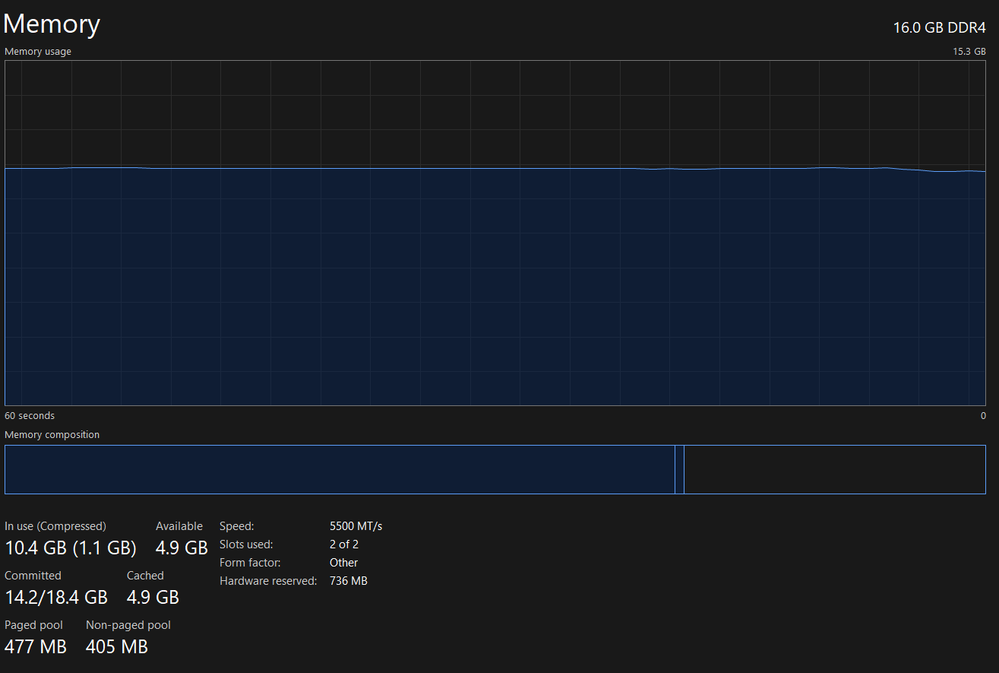 Memory
16.0 GB DDR4
Memory usage
15.3 GB
60 seconds
0
Memory composition
In use (Compressed)
10.4 GB (1.1 GB)
Available
4.9 GB
Committed
14.2/18.4 GB
Cached
4.9 GB
Paged pool
477 MB
Non-paged pool
405 MB
Speed: 5500 MT/s
Slots used: 2 of 2
Form factor: Other
Hardware reserved: 736 MB